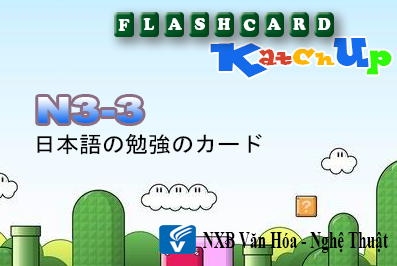 FLASHCARD
KatchUp
N3-3
日本語の勉強のカード
?
NXB Văn Hóa - Nghệ Thuật